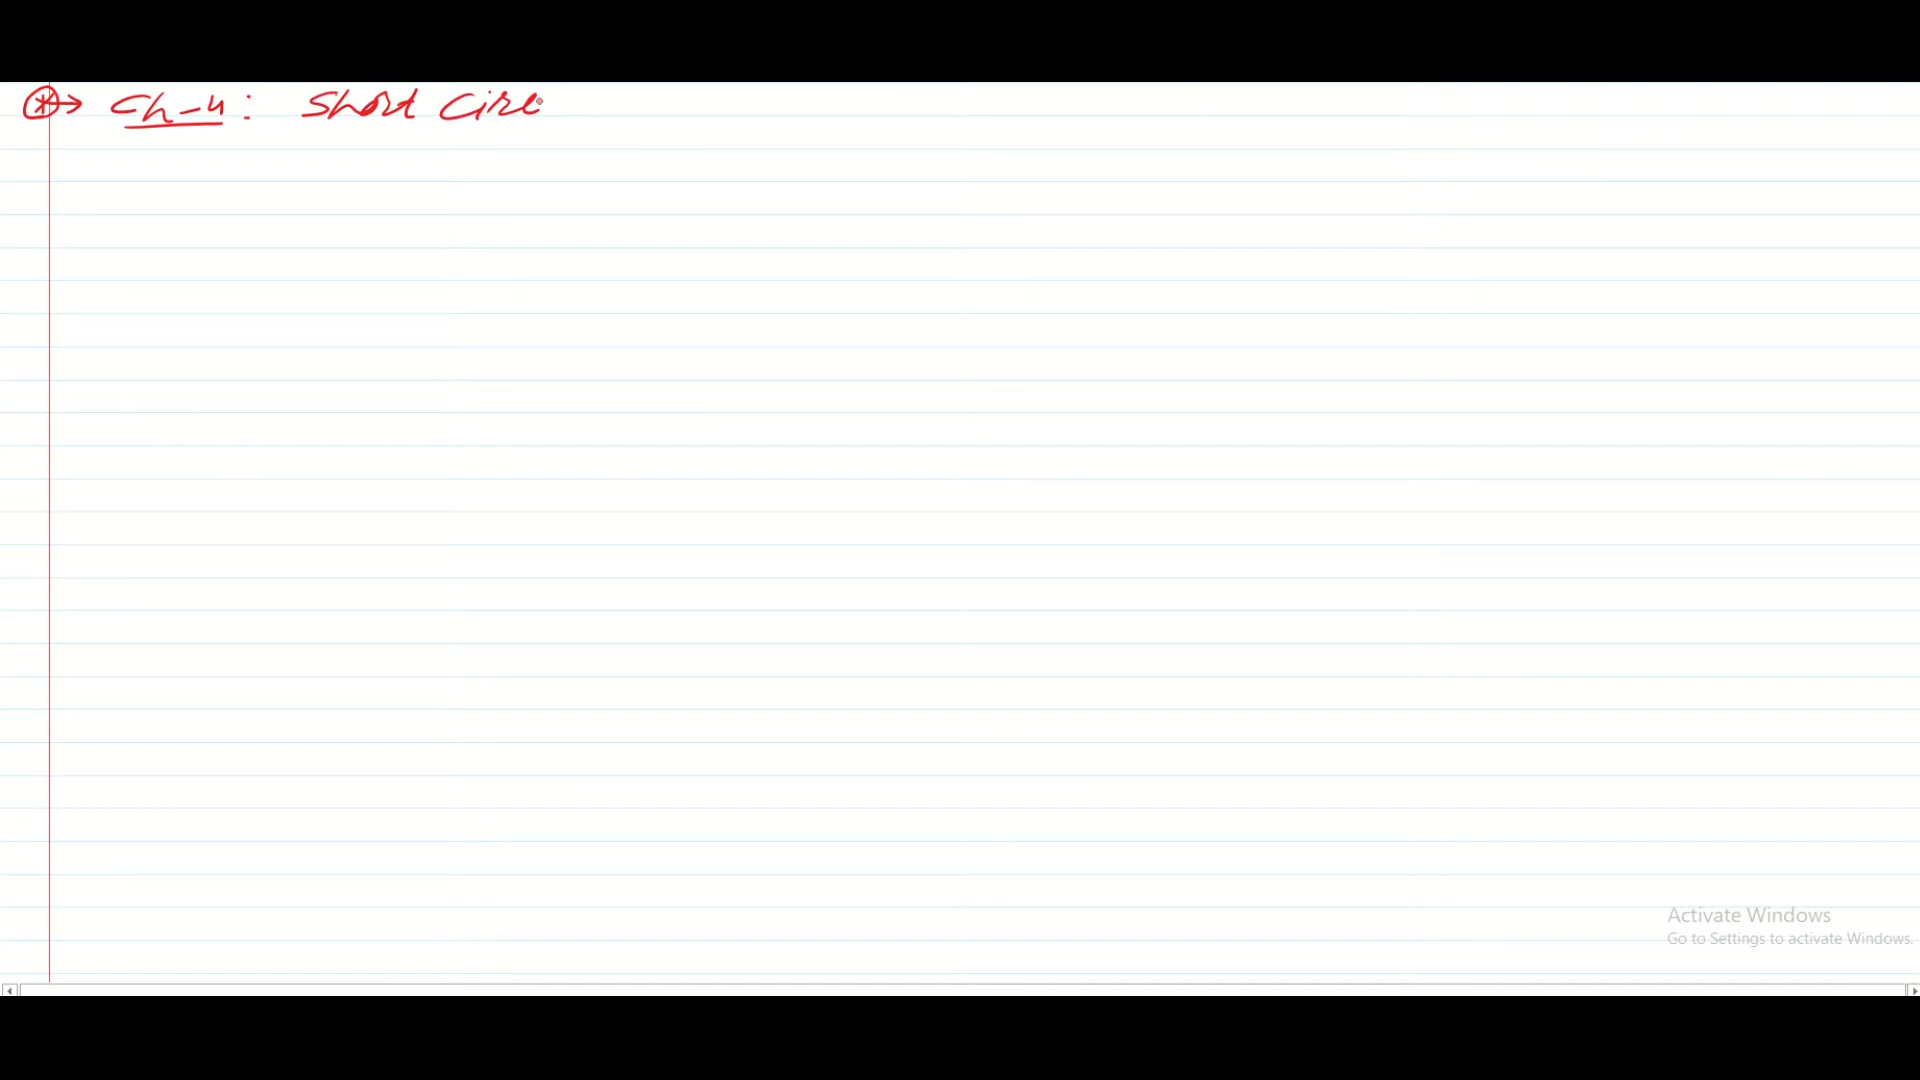 ⊛→ Ch-4: Short Circ
Activate Windows
Go to Settings to activate Windows.